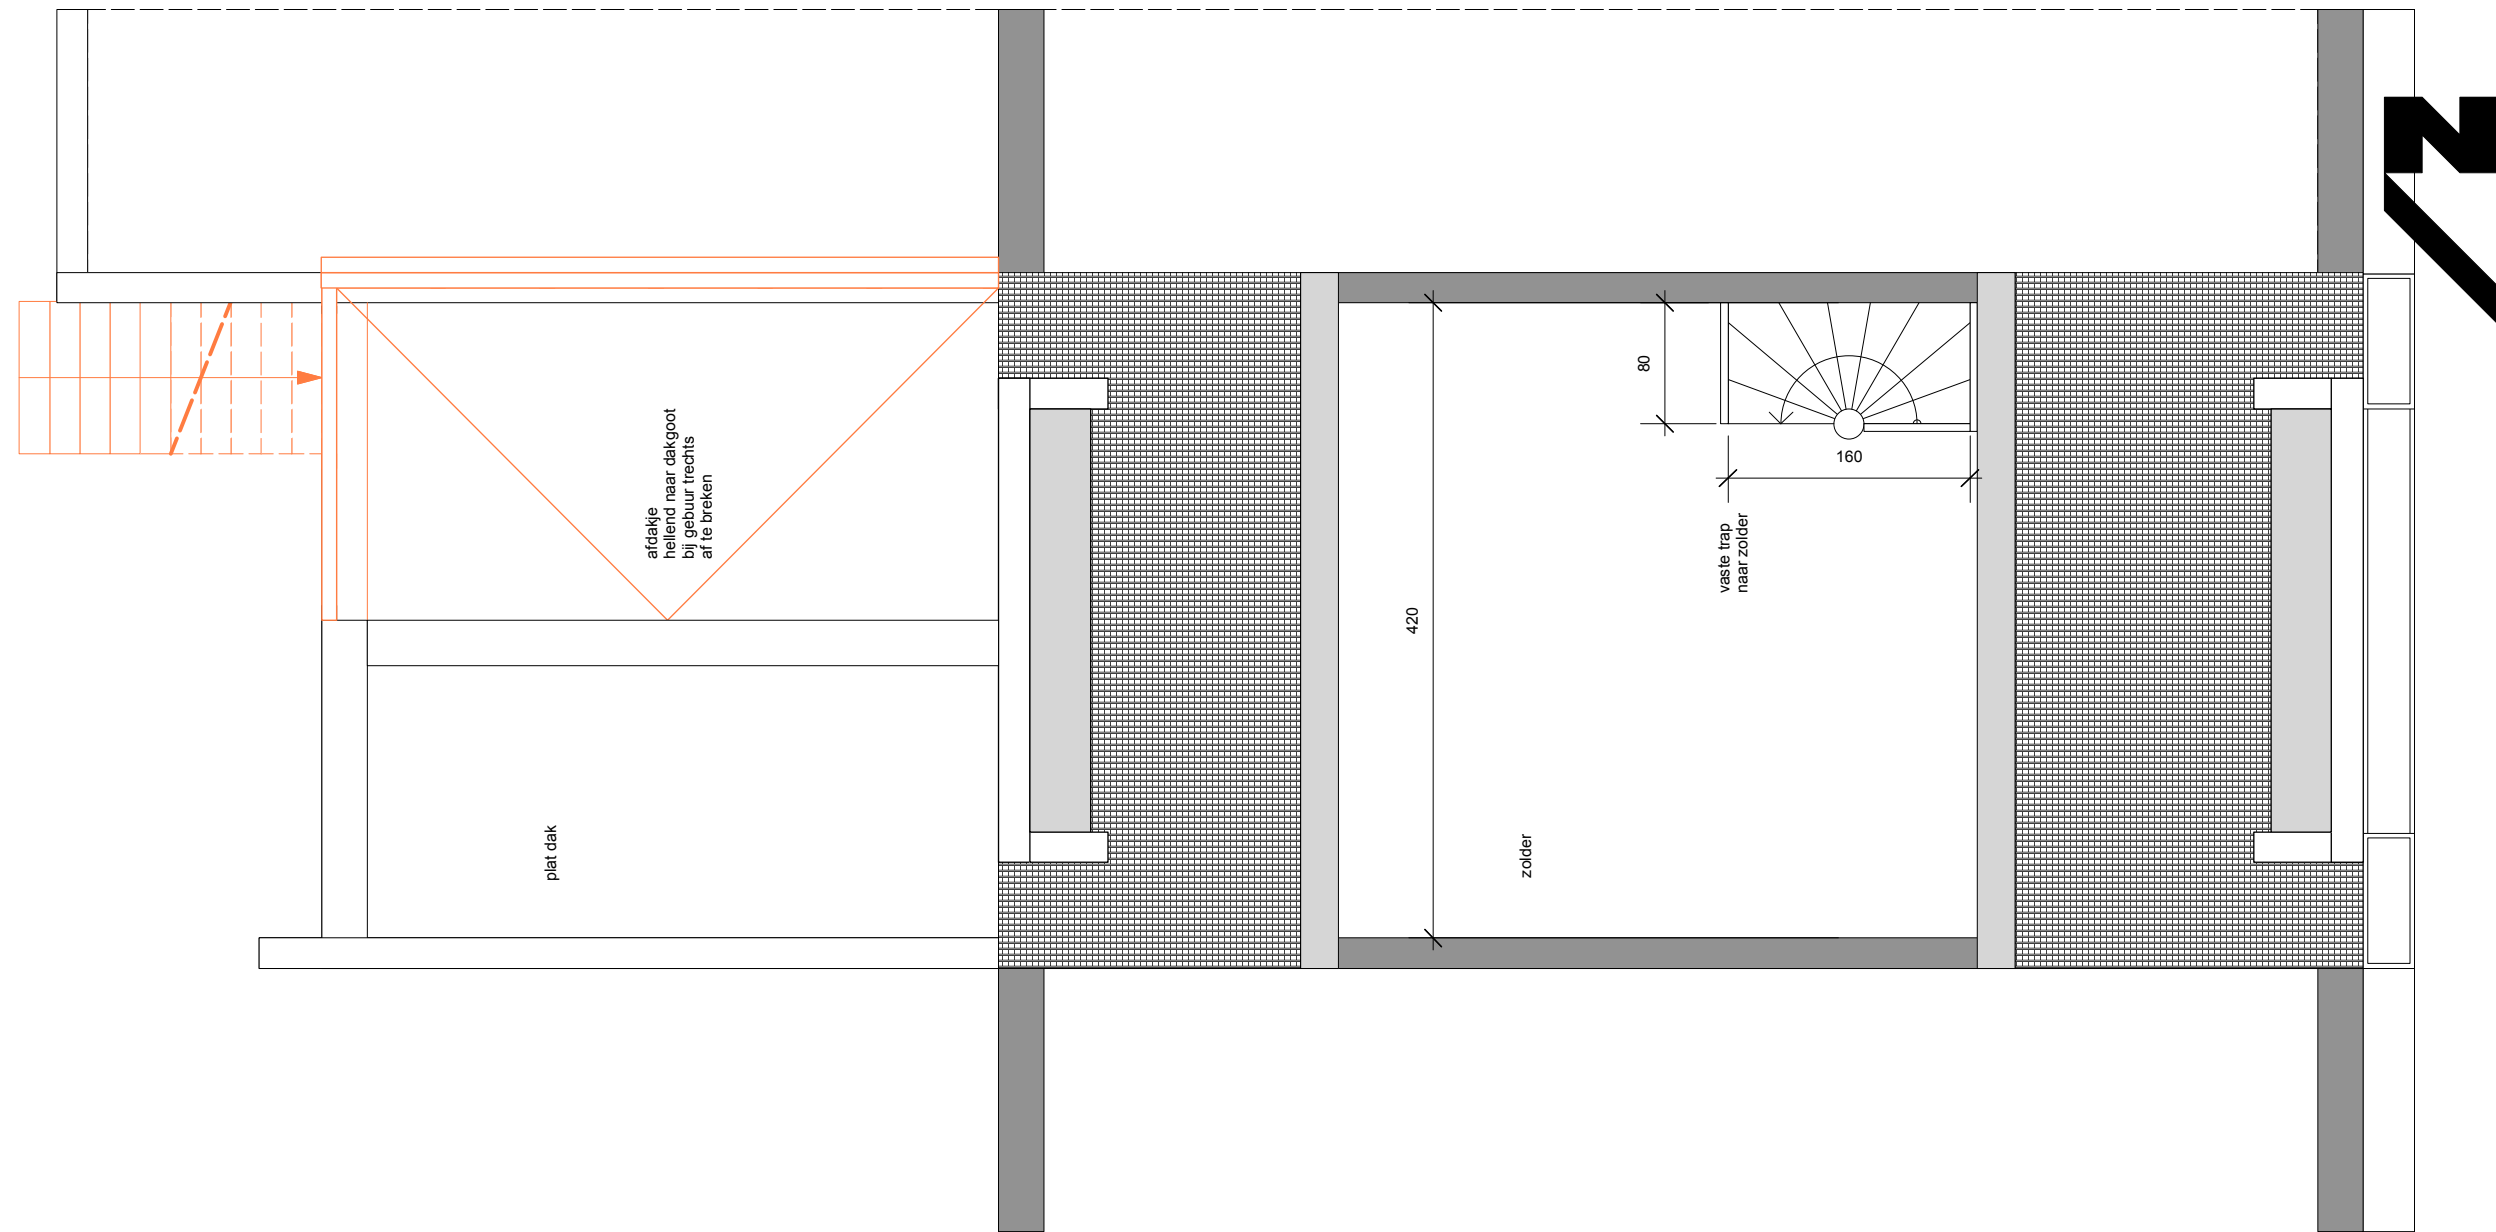 afdakje
hellend naar dakgoot
bij gebuur trechts
af te breken
plat dak
420
zolder
80
160
vaste trap
naar zolder
N